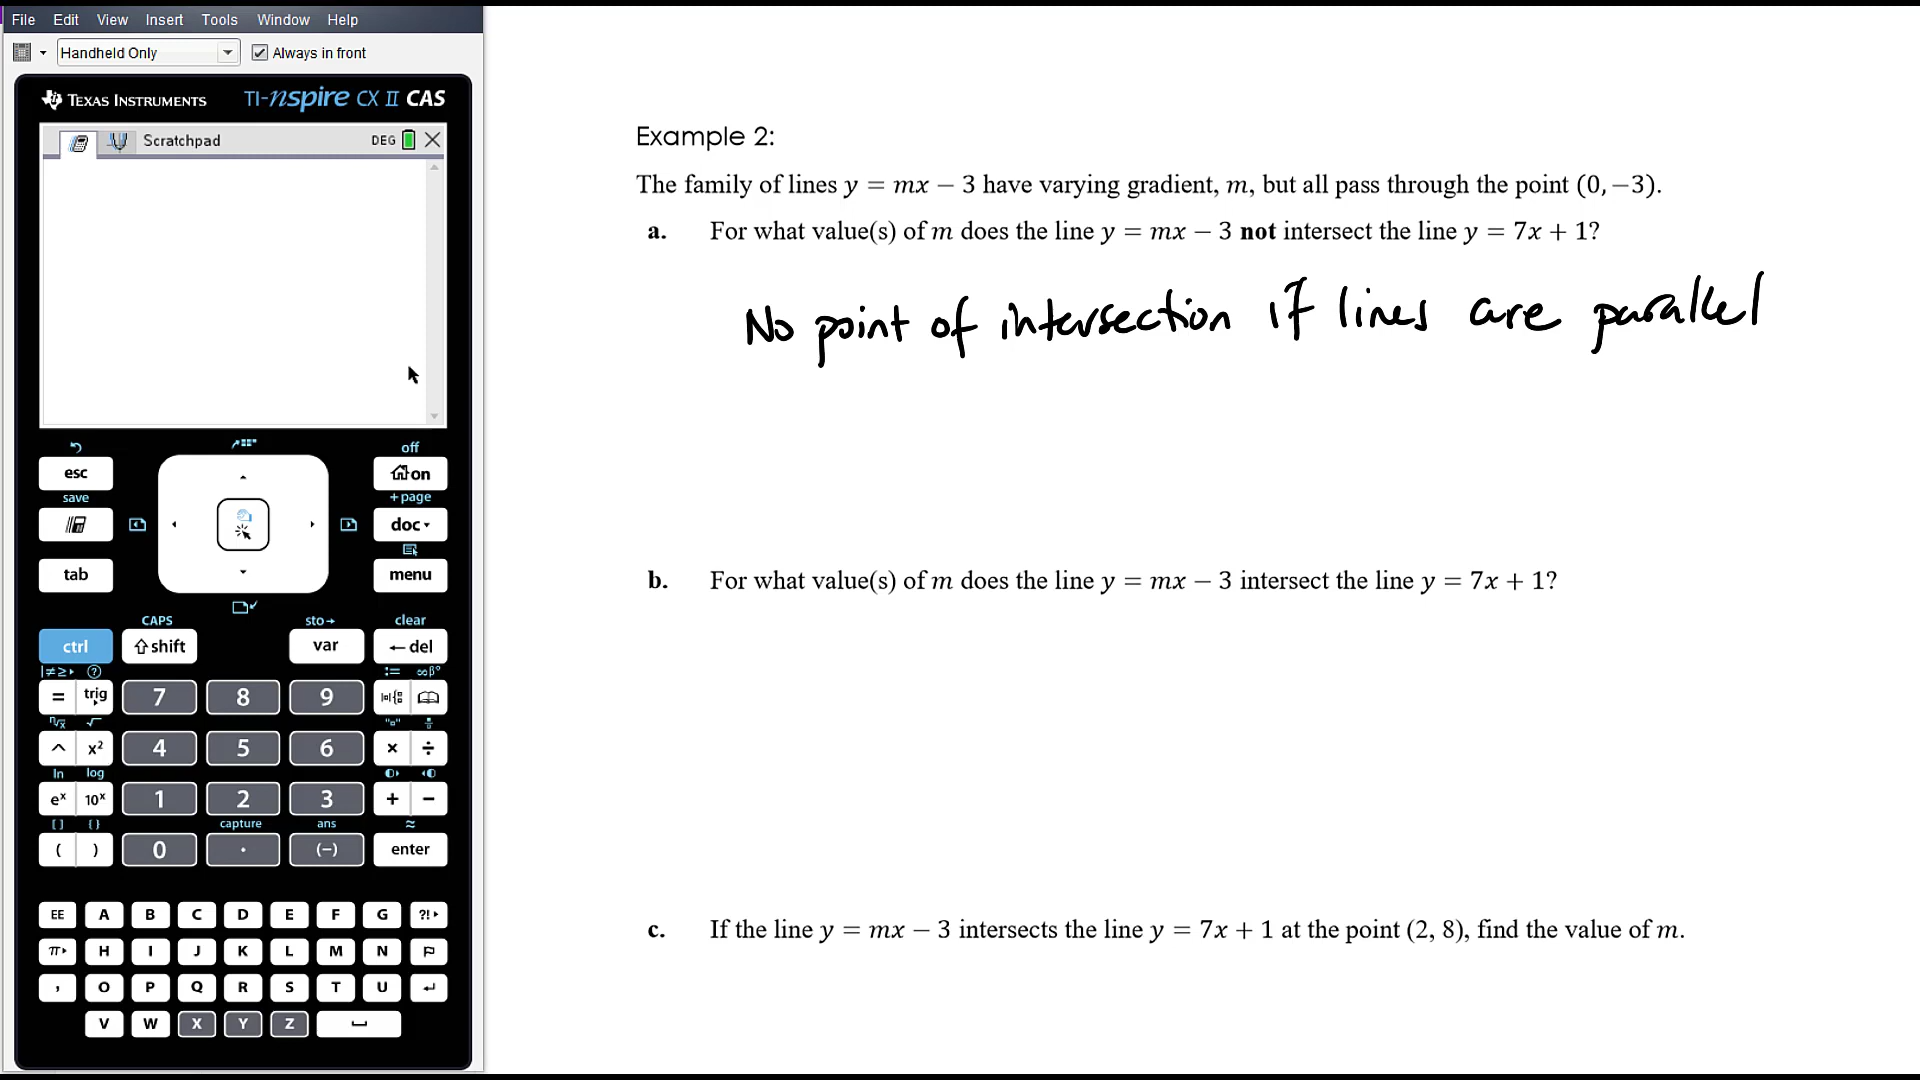 File Edit View Insert Tools Window Help
Handheld Only Always in front
TEXAS INSTRUMENTS TI-nspire CX II CAS
Scratchpad DEG
off
esc on
save + page
doc
tab menu
CAPS sto→ clear
ctrl ⇧shift var ←del
|≠≥▸ ? := ∞β°
= trig 7 8 9
ⁿ√x √ "▫"
^ x² 4 5 6 × ÷
ln log
eˣ 10ˣ 1 2 3 + −
[ ] { } capture ans ≈
( ) 0 . (−) enter
EE A B C D E F G ?!▸
π▸ H I J K L M N
, O P Q R S T U ↵
V W X Y Z
Example 2:
The family of lines y = mx − 3 have varying gradient, m, but all pass through the point (0, −3).
a. For what value(s) of m does the line y = mx − 3 not intersect the line y = 7x + 1?
No point of intersection if lines are parallel
b. For what value(s) of m does the line y = mx − 3 intersect the line y = 7x + 1?
c. If the line y = mx − 3 intersects the line y = 7x + 1 at the point (2, 8), find the value of m.